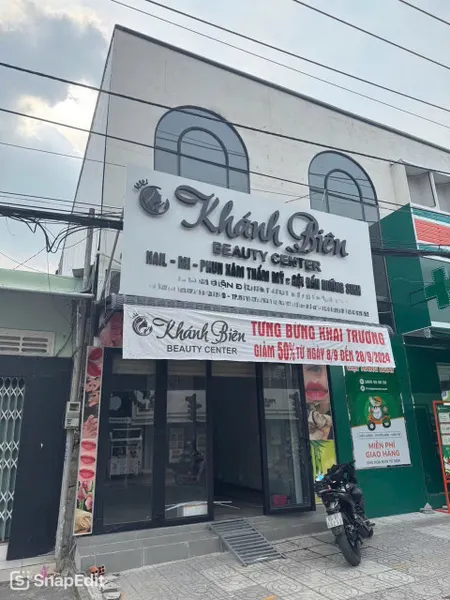 Khánh Biên
BEAUTY CENTER
NAIL - MI - PHUN XĂM THẨM MỸ - GỘI ĐẦU DƯỠNG SINH
Khánh Biên
BEAUTY CENTER
TƯNG BỪNG KHAI TRƯƠNG
GIẢM 50% TỪ NGÀY 8/9 ĐẾN 28/9/2024
MIỄN PHÍ
GIAO HÀNG
SnapEdit